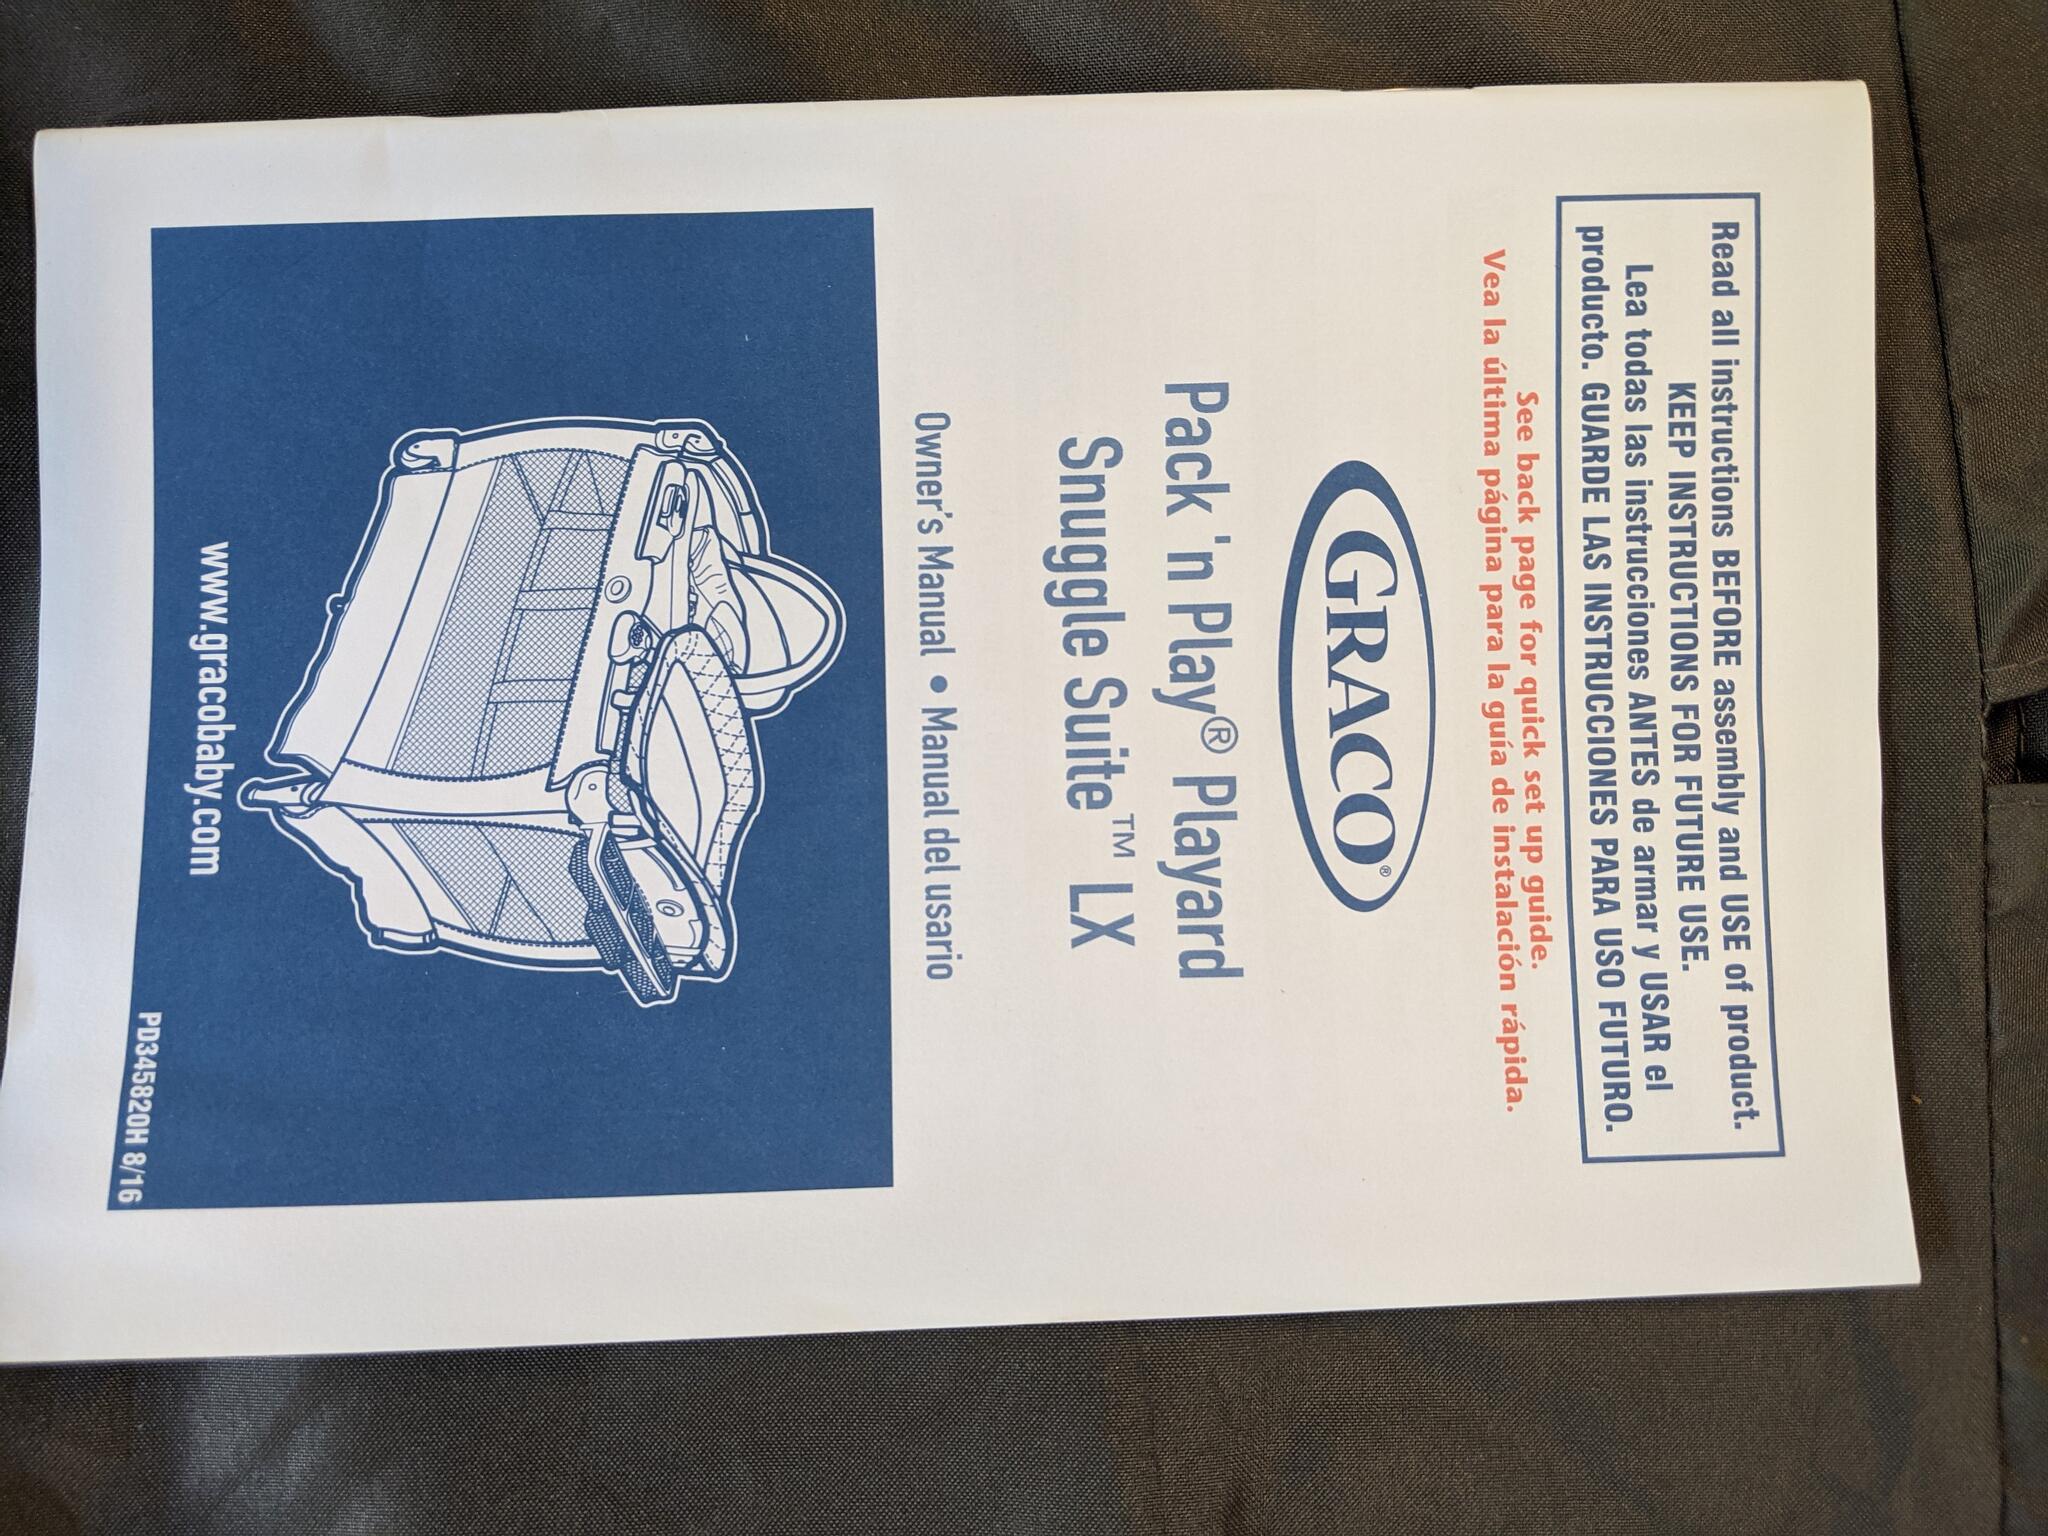 Read all instructions BEFORE assembly and USE of product.
KEEP INSTRUCTIONS FOR FUTURE USE.
Lea todas las instrucciones ANTES de armar y USAR el
producto. GUARDE LAS INSTRUCCIONES PARA USO FUTURO.
See back page for quick set up guide.
Vea la última página para la guía de instalación rápida.
GRACO®
Pack 'n Play® Playard
Snuggle Suite™ LX
Owner's Manual • Manual del usario
www.gracobaby.com
PD345820H 8/16